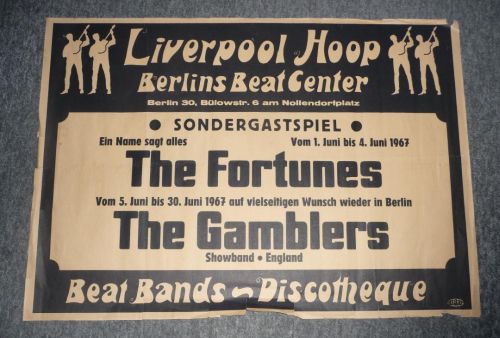 Liverpool Hoop
Berlins Beat Center
Berlin 30, Bülowstr. 6 am Nollendorfplatz
• SONDERGASTSPIEL •
Ein Name sagt alles Vom 1. Juni bis 4. Juni 1967
The Fortunes
Vom 5. Juni bis 30. Juni 1967 auf vielseitigen Wunsch wieder in Berlin
The Gamblers
Showband • England
Beat Bands ~ Discotheque